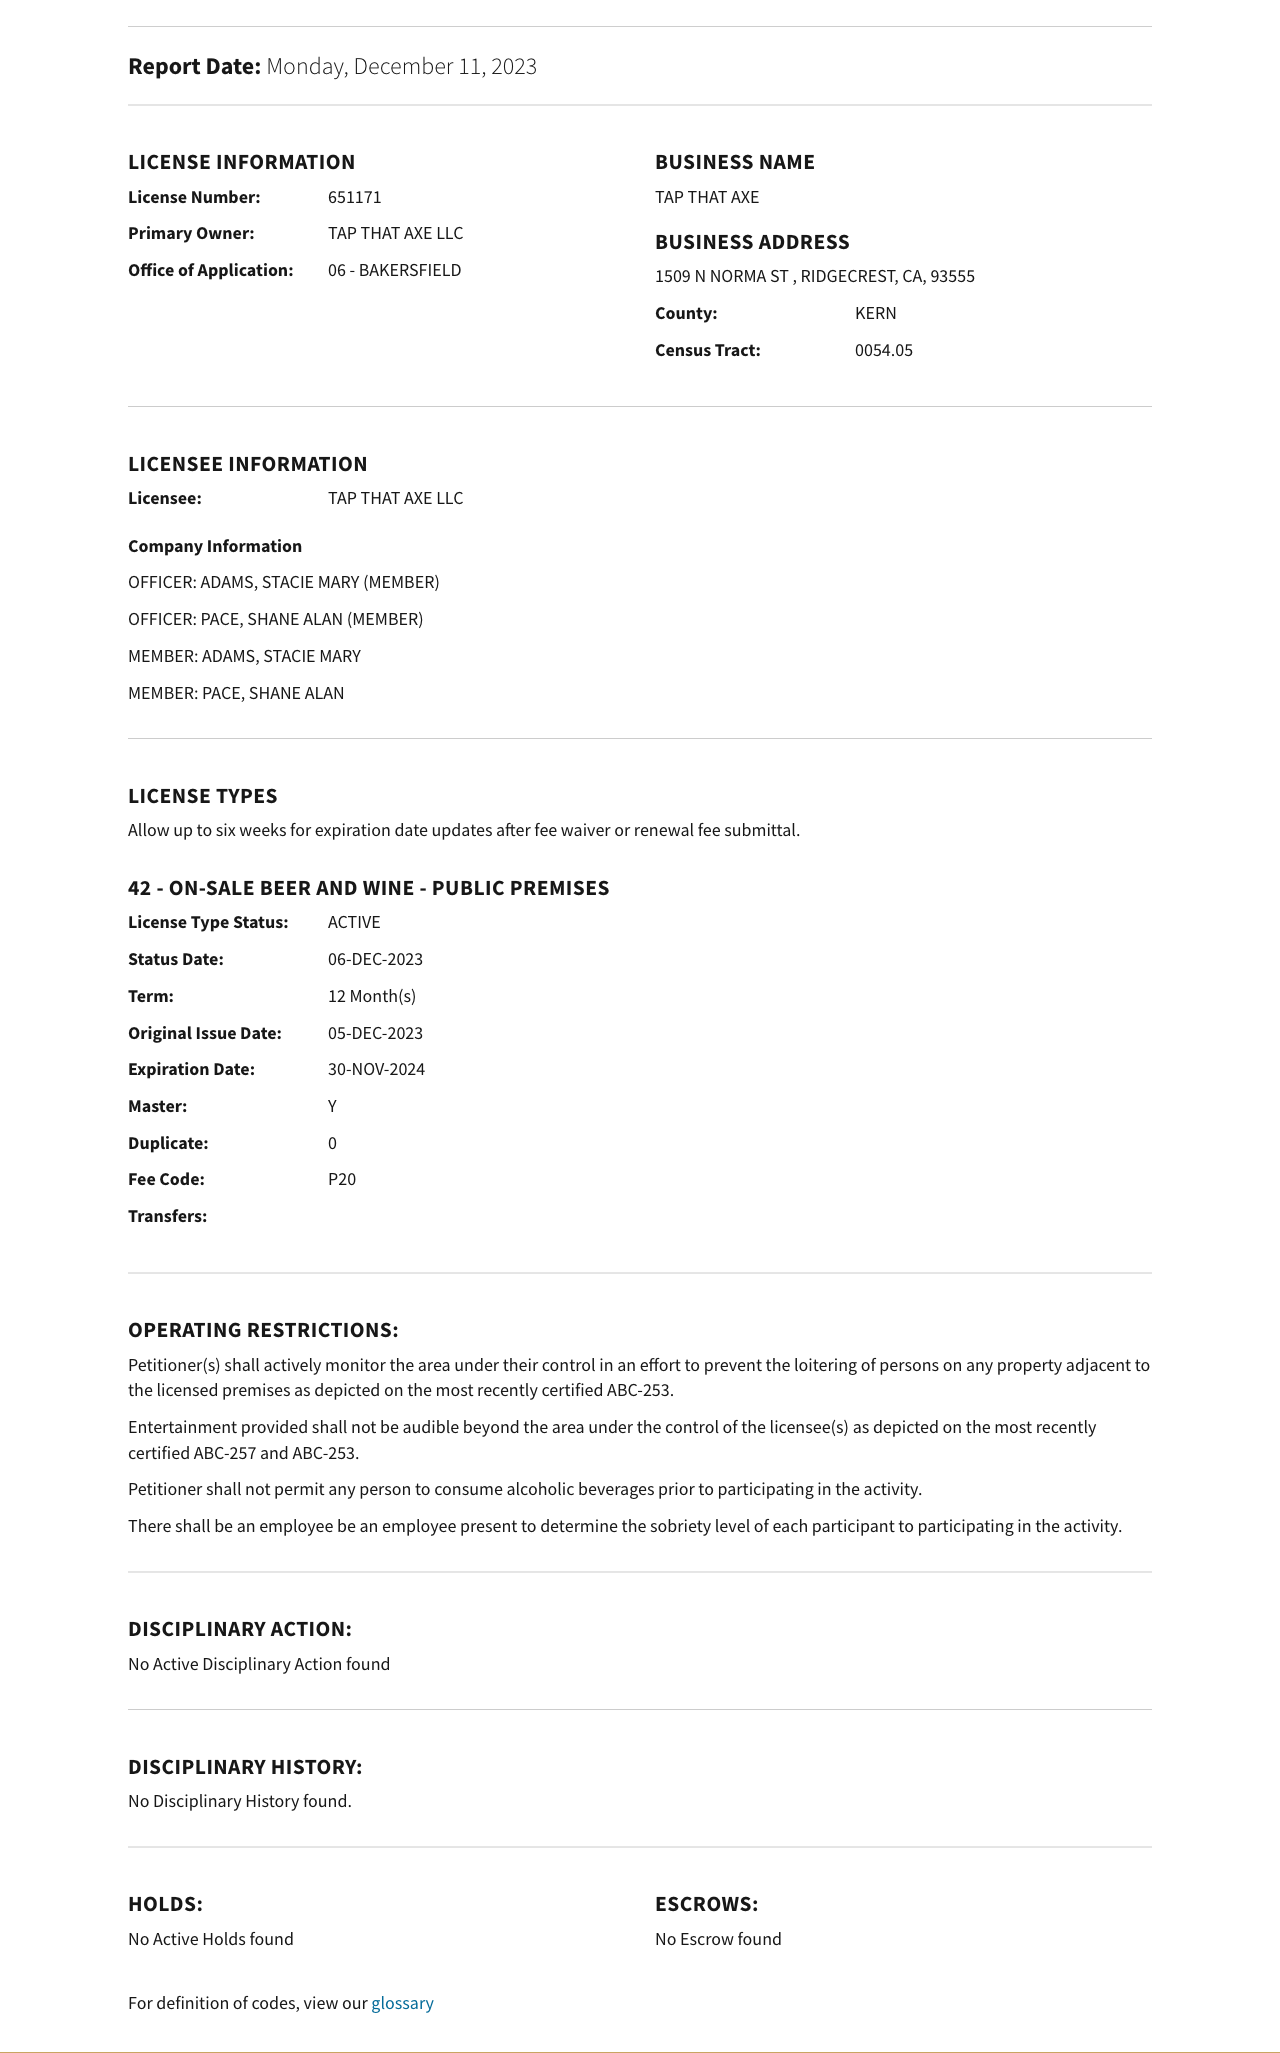 Report Date: Monday, December 11, 2023
LICENSE INFORMATION
License Number: 651171
Primary Owner: TAP THAT AXE LLC
Office of Application: 06 - BAKERSFIELD
BUSINESS NAME
TAP THAT AXE
BUSINESS ADDRESS
1509 N NORMA ST , RIDGECREST, CA, 93555
County: KERN
Census Tract: 0054.05
LICENSEE INFORMATION
Licensee: TAP THAT AXE LLC
Company Information
OFFICER: ADAMS, STACIE MARY (MEMBER)
OFFICER: PACE, SHANE ALAN (MEMBER)
MEMBER: ADAMS, STACIE MARY
MEMBER: PACE, SHANE ALAN
LICENSE TYPES
Allow up to six weeks for expiration date updates after fee waiver or renewal fee submittal.
42 - ON-SALE BEER AND WINE - PUBLIC PREMISES
License Type Status: ACTIVE
Status Date: 06-DEC-2023
Term: 12 Month(s)
Original Issue Date: 05-DEC-2023
Expiration Date: 30-NOV-2024
Master: Y
Duplicate: 0
Fee Code: P20
Transfers:
OPERATING RESTRICTIONS:
Petitioner(s) shall actively monitor the area under their control in an effort to prevent the loitering of persons on any property adjacent to
the licensed premises as depicted on the most recently certified ABC-253.
Entertainment provided shall not be audible beyond the area under the control of the licensee(s) as depicted on the most recently
certified ABC-257 and ABC-253.
Petitioner shall not permit any person to consume alcoholic beverages prior to participating in the activity.
There shall be an employee be an employee present to determine the sobriety level of each participant to participating in the activity.
DISCIPLINARY ACTION:
No Active Disciplinary Action found
DISCIPLINARY HISTORY:
No Disciplinary History found.
HOLDS:
No Active Holds found
ESCROWS:
No Escrow found
For definition of codes, view our glossary